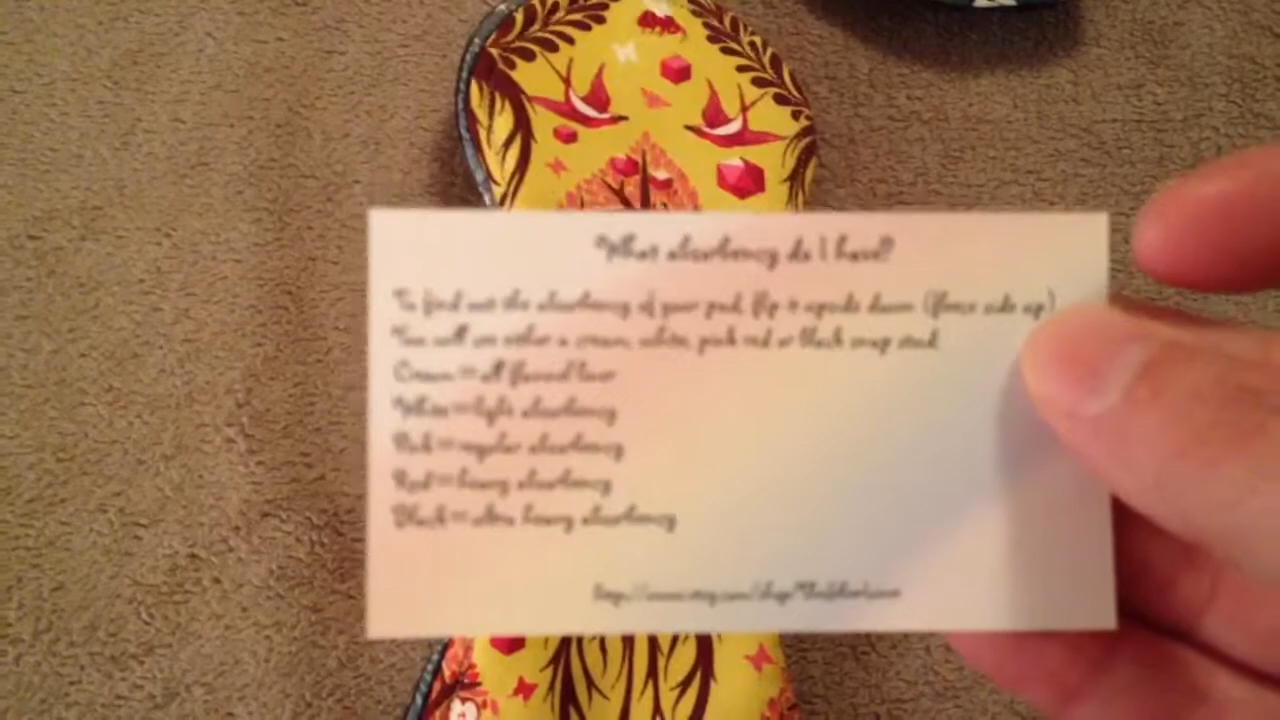 What absorbency do I have?
To find out the absorbency of your pad, flip it upside down (fleece side up)
You will see either a cream, white, pink red or black snap stud.
Cream = all flannel liner
White = light absorbency
Pink = regular absorbency
Red = heavy absorbency
Black = ultra heavy absorbency